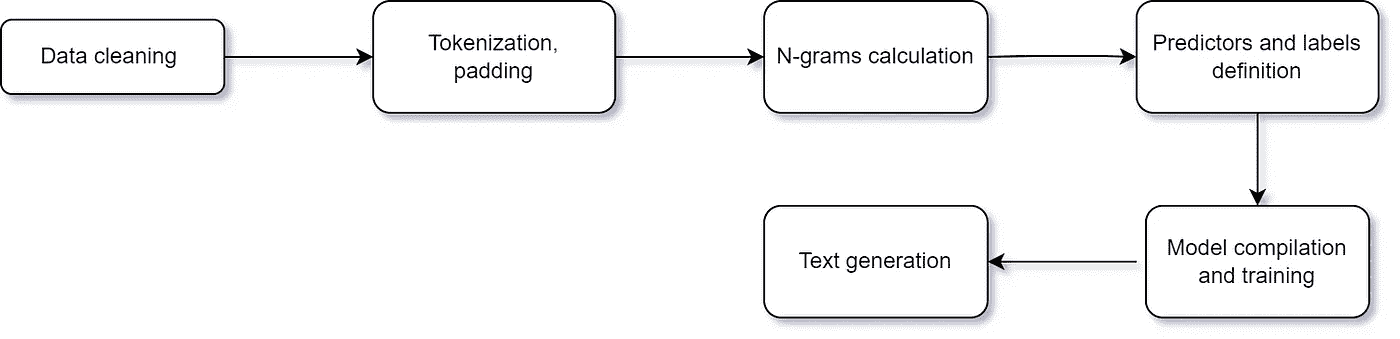 Data cleaning
Tokenization,
padding
N-grams calculation
Predictors and labels
definition
Model compilation
and training
Text generation